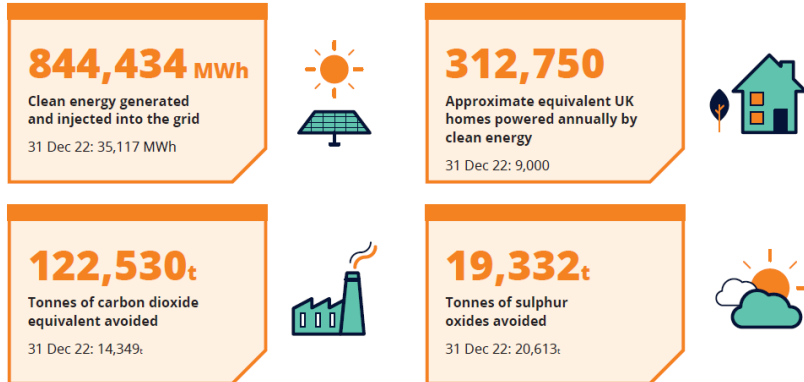 844,434 MWh
Clean energy generated
and injected into the grid
31 Dec 22: 35,117 MWh
312,750
Approximate equivalent UK
homes powered annually by
clean energy
31 Dec 22: 9,000
122,530t
Tonnes of carbon dioxide
equivalent avoided
31 Dec 22: 14,349t
19,332t
Tonnes of sulphur
oxides avoided
31 Dec 22: 20,613t